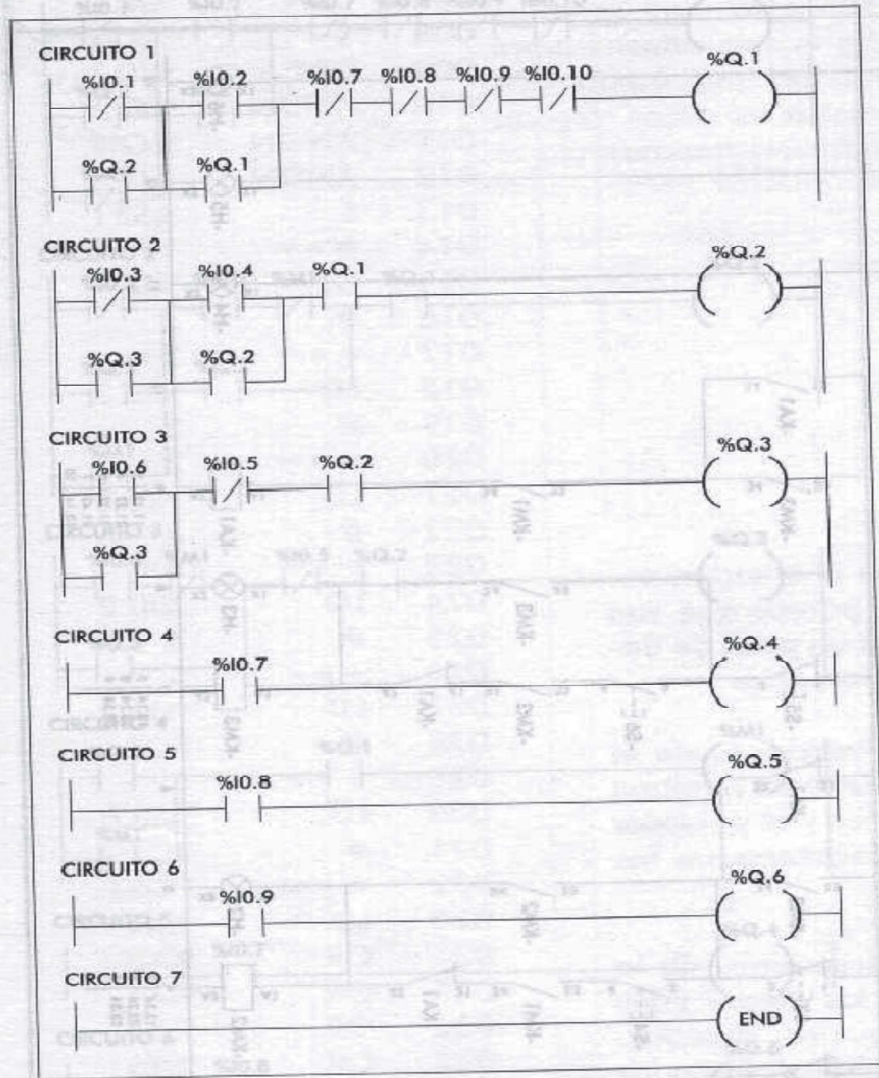 CIRCUITO 1
%I0.1 %I0.2 %I0.7 %I0.8 %I0.9 %I0.10 %Q.1
%Q.2 %Q.1
CIRCUITO 2
%I0.3 %I0.4 %Q.1 %Q.2
%Q.3 %Q.2
CIRCUITO 3
%I0.6 %I0.5 %Q.2 %Q.3
%Q.3
CIRCUITO 4
%I0.7 %Q.4
CIRCUITO 5
%I0.8 %Q.5
CIRCUITO 6
%I0.9 %Q.6
CIRCUITO 7
END